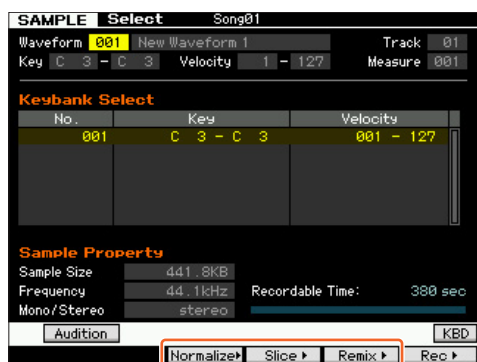 SAMPLE Select Song01
Waveform 001 New Waveform 1 Track 01
Key C 3 - C 3 Velocity 1 - 127 Measure 001
Keybank Select
No. Key Velocity
001 C 3 - C 3 001 - 127
Sample Property
Sample Size 441.8KB
Frequency 44.1kHz Recordable Time: 380 sec
Mono/Stereo stereo
Audition KBD
Normalize▸ Slice ▸ Remix ▸ Rec ▸